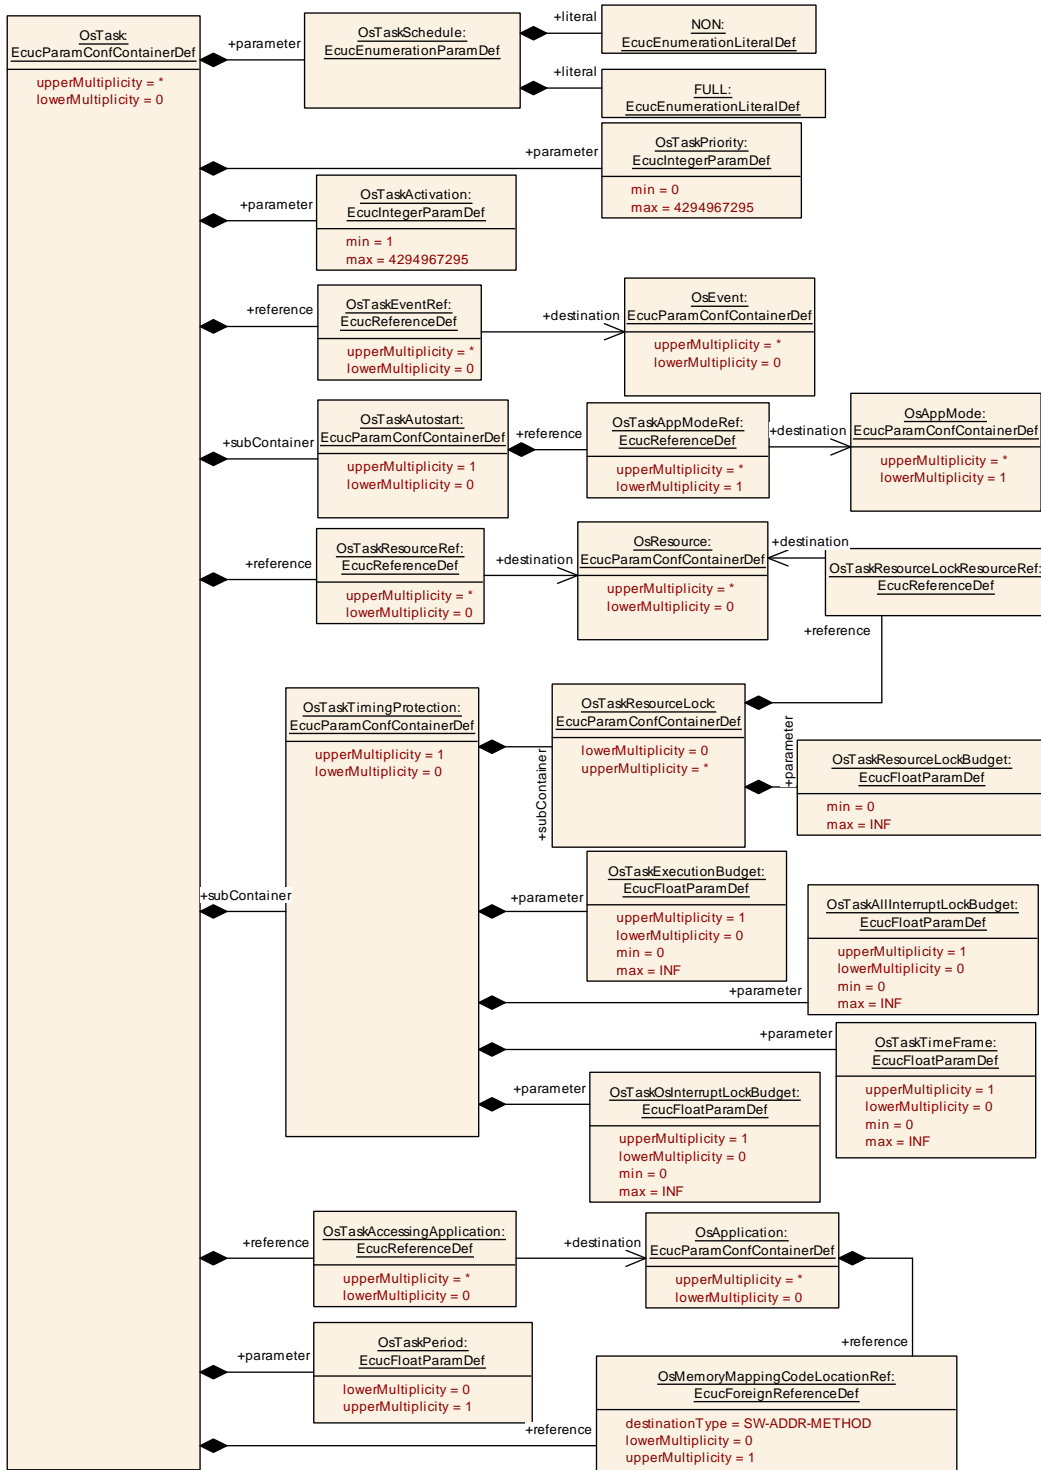 OsTask:
EcucParamConfContainerDef
upperMultiplicity = *
lowerMultiplicity = 0
+parameter
OsTaskSchedule:
EcucEnumerationParamDef
+literal
NON:
EcucEnumerationLiteralDef
+literal
FULL:
EcucEnumerationLiteralDef
+parameter
OsTaskPriority:
EcucIntegerParamDef
min = 0
max = 4294967295
+parameter
OsTaskActivation:
EcucIntegerParamDef
min = 1
max = 4294967295
+reference
OsTaskEventRef:
EcucReferenceDef
upperMultiplicity = *
lowerMultiplicity = 0
+destination
OsEvent:
EcucParamConfContainerDef
upperMultiplicity = *
lowerMultiplicity = 0
+subContainer
OsTaskAutostart:
EcucParamConfContainerDef
upperMultiplicity = 1
lowerMultiplicity = 0
+reference
OsTaskAppModeRef:
EcucReferenceDef
upperMultiplicity = *
lowerMultiplicity = 1
+destination
OsAppMode:
EcucParamConfContainerDef
upperMultiplicity = *
lowerMultiplicity = 1
+reference
OsTaskResourceRef:
EcucReferenceDef
upperMultiplicity = *
lowerMultiplicity = 0
+destination
OsResource:
EcucParamConfContainerDef
upperMultiplicity = *
lowerMultiplicity = 0
+destination
OsTaskResourceLockResourceRef:
EcucReferenceDef
+reference
+subContainer
OsTaskTimingProtection:
EcucParamConfContainerDef
upperMultiplicity = 1
lowerMultiplicity = 0
+subContainer
OsTaskResourceLock:
EcucParamConfContainerDef
lowerMultiplicity = 0
upperMultiplicity = *
+parameter
OsTaskResourceLockBudget:
EcucFloatParamDef
min = 0
max = INF
+parameter
OsTaskExecutionBudget:
EcucFloatParamDef
upperMultiplicity = 1
lowerMultiplicity = 0
min = 0
max = INF
+parameter
OsTaskAllInterruptLockBudget:
EcucFloatParamDef
upperMultiplicity = 1
lowerMultiplicity = 0
min = 0
max = INF
+parameter
OsTaskTimeFrame:
EcucFloatParamDef
upperMultiplicity = 1
lowerMultiplicity = 0
min = 0
max = INF
+parameter
OsTaskOsInterruptLockBudget:
EcucFloatParamDef
upperMultiplicity = 1
lowerMultiplicity = 0
min = 0
max = INF
+reference
OsTaskAccessingApplication:
EcucReferenceDef
upperMultiplicity = *
lowerMultiplicity = 0
+destination
OsApplication:
EcucParamConfContainerDef
upperMultiplicity = *
lowerMultiplicity = 0
+reference
+parameter
OsTaskPeriod:
EcucFloatParamDef
lowerMultiplicity = 0
upperMultiplicity = 1
+reference
OsMemoryMappingCodeLocationRef:
EcucForeignReferenceDef
destinationType = SW-ADDR-METHOD
lowerMultiplicity = 0
upperMultiplicity = 1